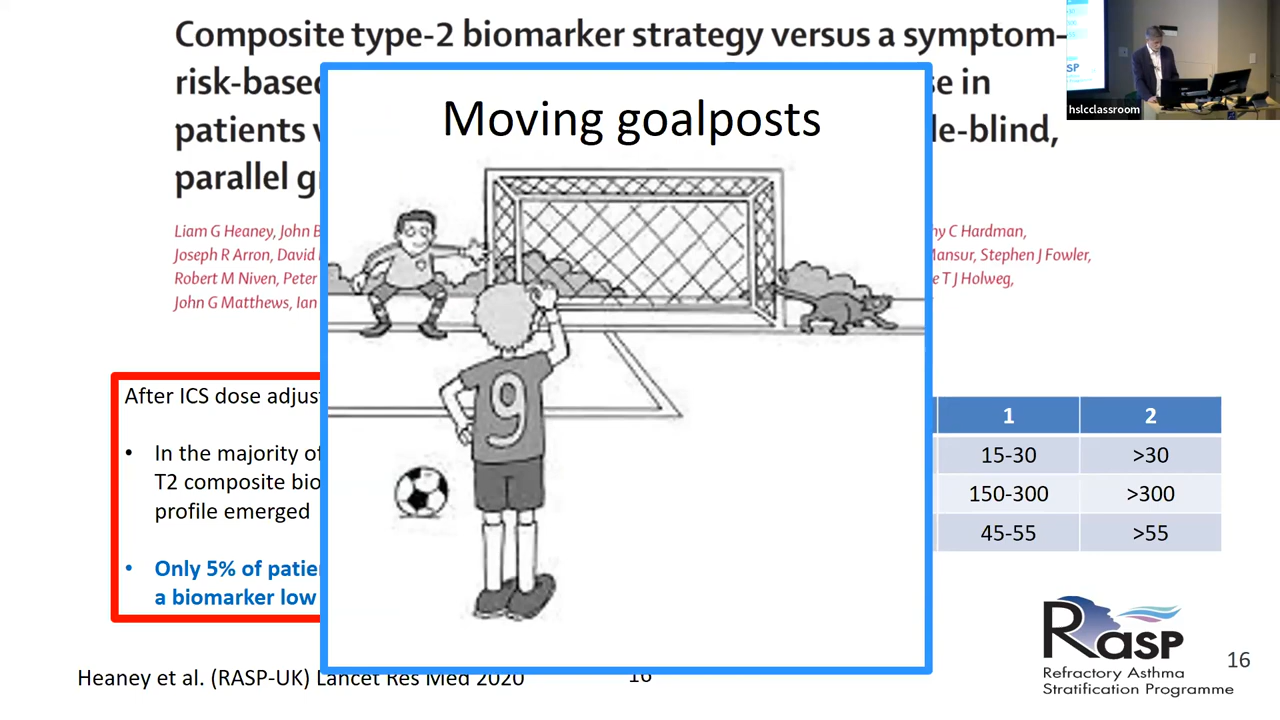 Composite type-2 biomarker strategy versus a symptom-
risk-base
se in
Moving goalposts
patients
le-blind,
parallel g
hslcclassroom
Liam G Heaney, John B
ny C Hardman,
Joseph R Arron, David
Mansur, Stephen J Fowler,
Robert M Niven, Peter
e T J Holweg,
John G Matthews, Ian
9
After ICS dose adjust
• In the majority of
T2 composite bio
profile emerged
• Only 5% of patie
a biomarker low
1 2
15-30 >30
150-300 >300
45-55 >55
RASP
Refractory Asthma
Stratification Programme
Heaney et al. (RASP-UK) Lancet Res Med 2020
16
16